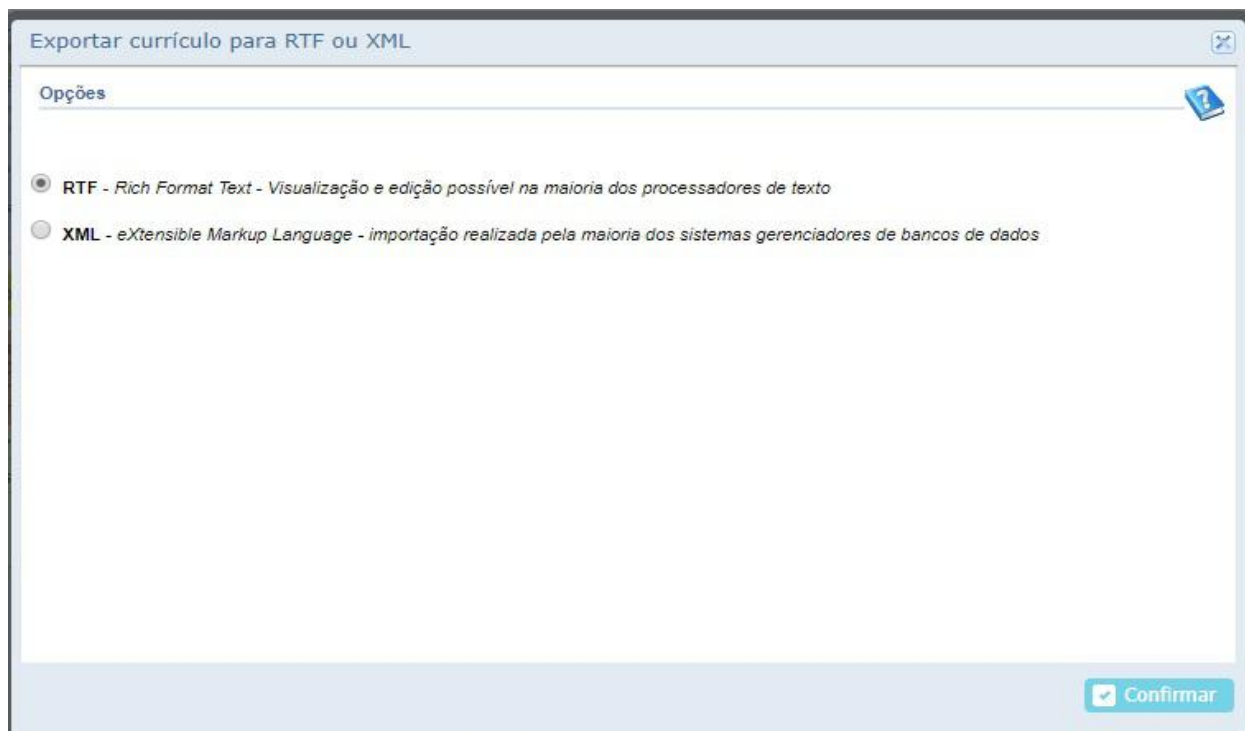 Exportar currículo para RTF ou XML
Opções
?
RTF - Rich Format Text - Visualização e edição possível na maioria dos processadores de texto
XML - eXtensible Markup Language - importação realizada pela maioria dos sistemas gerenciadores de bancos de dados
Confirmar